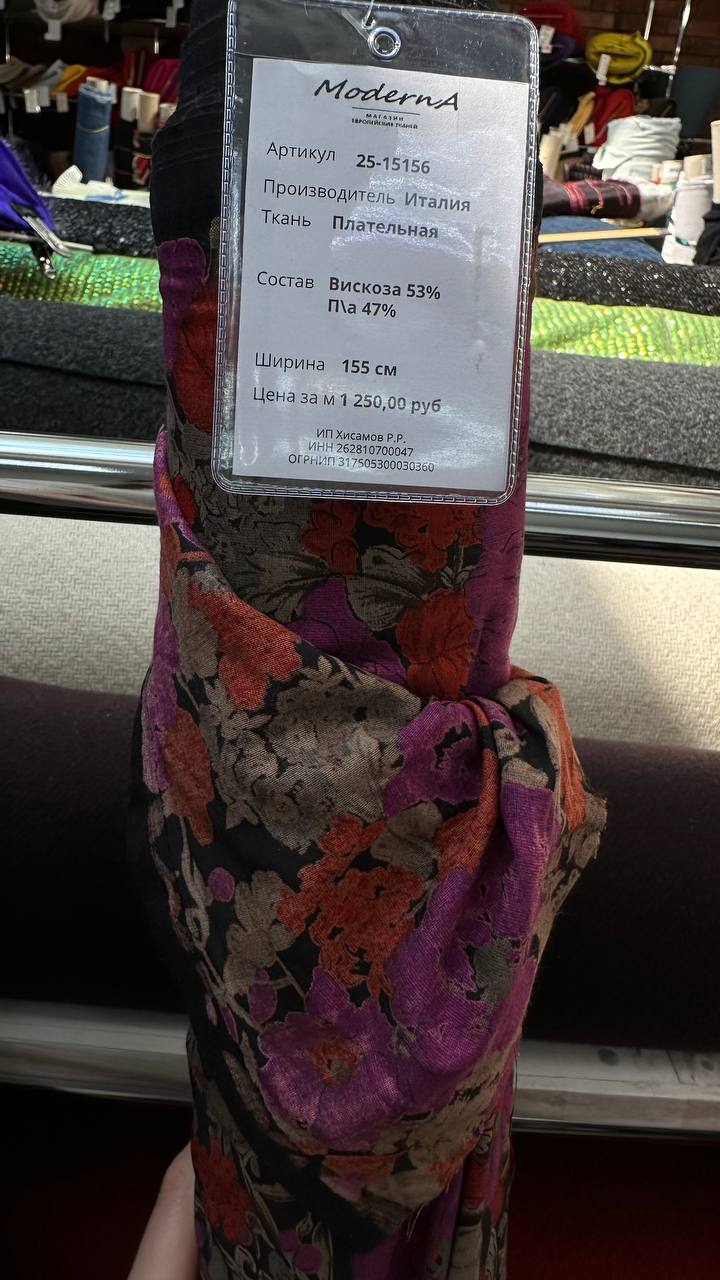 ModernA
МАГАЗИН
ЕВРОПЕЙСКИХ ТКАНЕЙ
Артикул 25-15156
Производитель Италия
Ткань Плательная
Состав Вискоза 53%
П\а 47%
Ширина 155 см
Цена за м 1 250,00 руб
ИП Хисамов Р.Р.
ИНН 262810700047
ОГРНИП 317505300030360